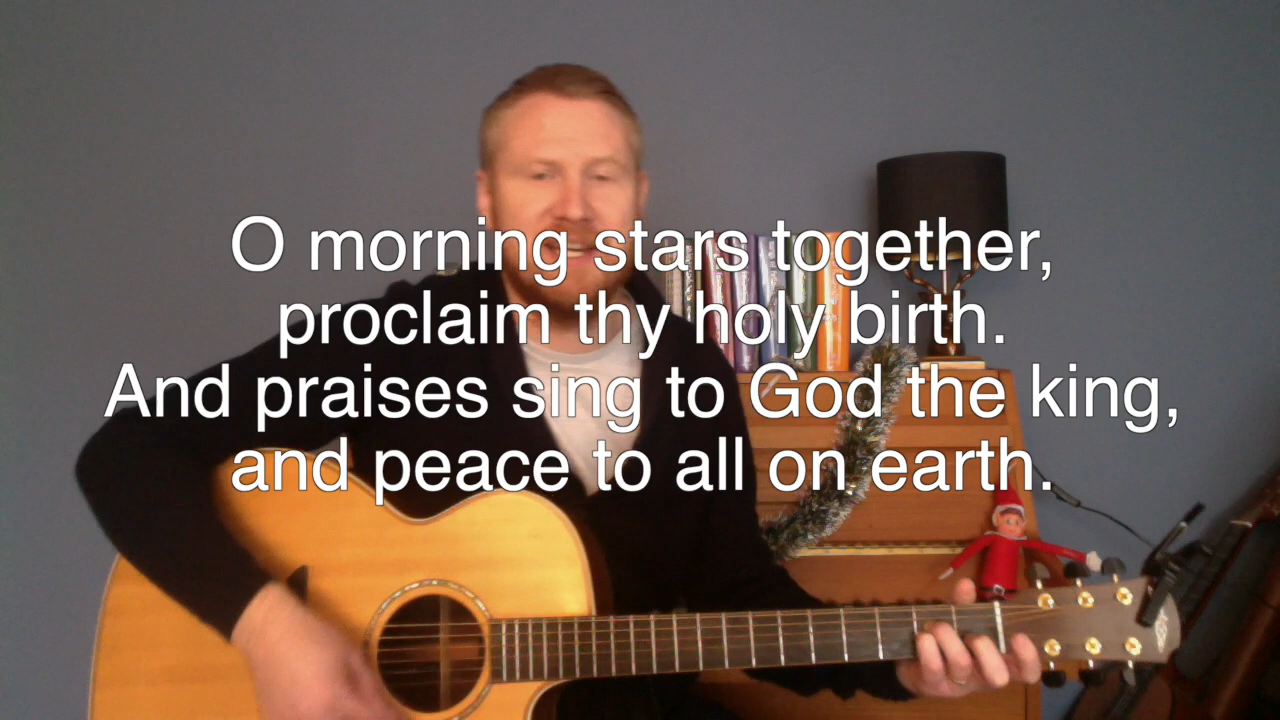 O morning stars together,
proclaim thy holy birth.
And praises sing to God the king,
and peace to all on earth.